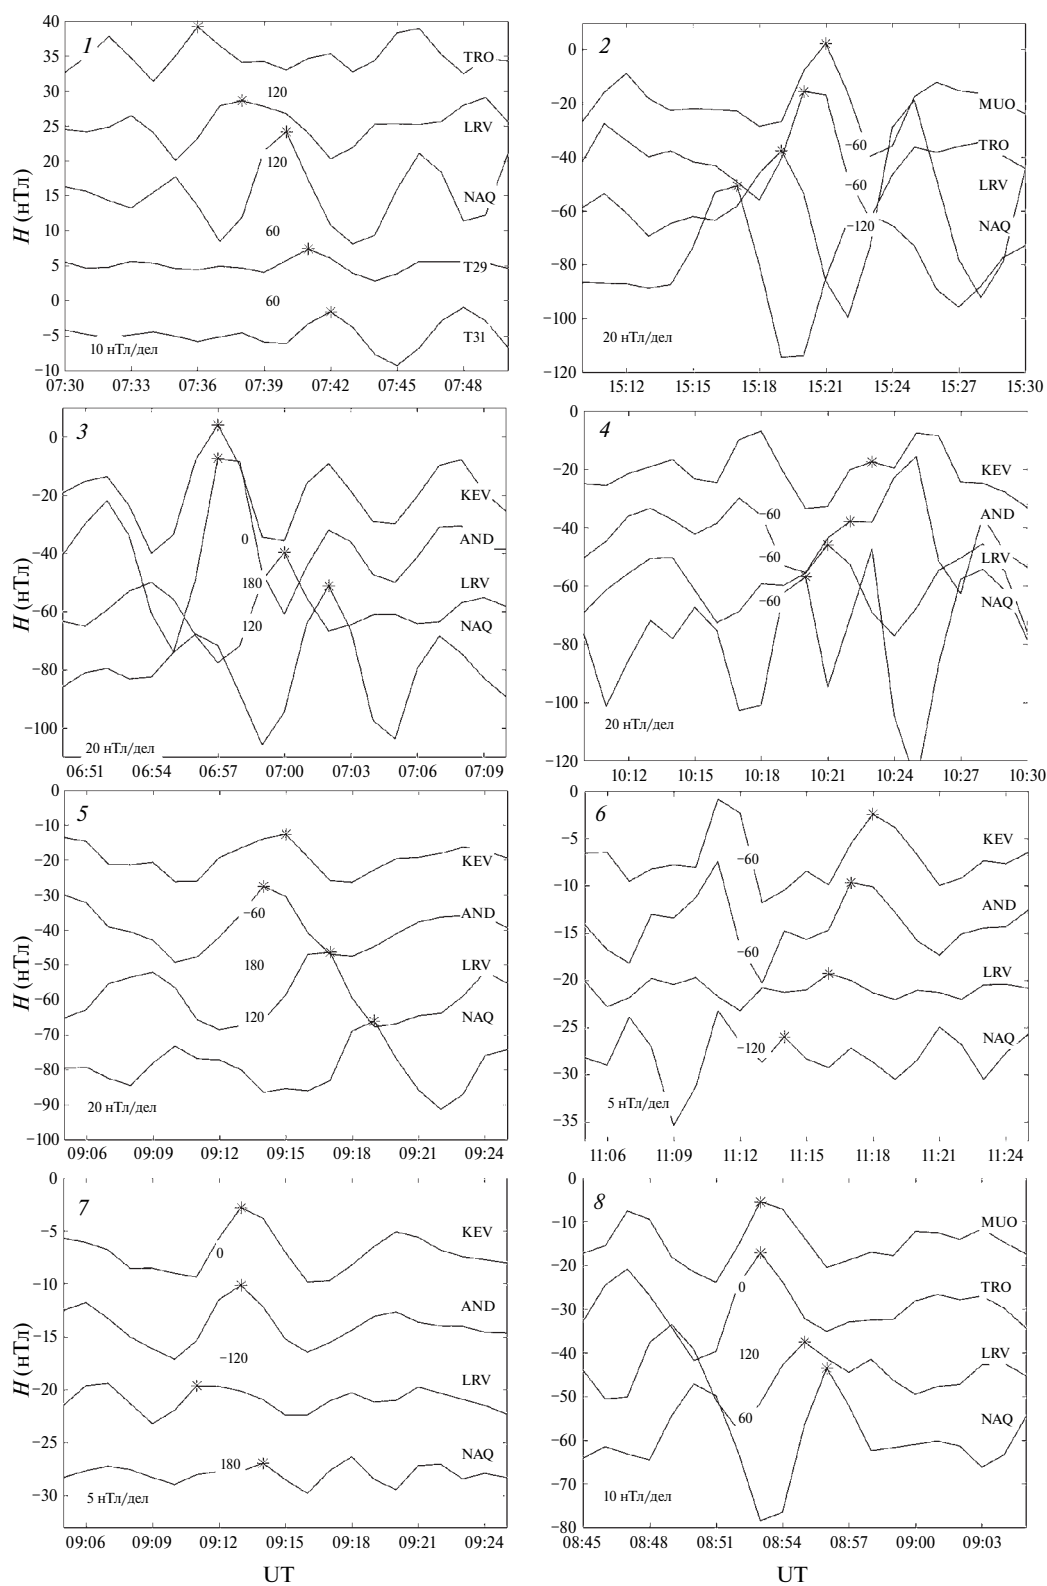 H (нТл)
40
35
30
25
20
15
10
5
0
−5
−10
1
TRO
120
LRV
120
NAQ
60
T29
60
T31
10 нТл/дел
07:30 07:33 07:36 07:39 07:42 07:45 07:48
2
0
−20
−40
−60
−80
−100
−120
MUO
−60
TRO
−60
LRV
−120
NAQ
20 нТл/дел
15:12 15:15 15:18 15:21 15:24 15:27 15:30
H (нТл)
3
0
−20
−40
−60
−80
−100
KEV
0
AND
180
LRV
120
NAQ
20 нТл/дел
06:51 06:54 06:57 07:00 07:03 07:06 07:09
4
0
−20
−40
−60
−80
−100
−120
KEV
−60
AND
−60
LRV
−60
NAQ
20 нТл/дел
10:12 10:15 10:18 10:21 10:24 10:27 10:30
H (нТл)
5
0
−10
−20
−30
−40
−50
−60
−70
−80
−90
−100
KEV
−60
AND
180
LRV
120
NAQ
20 нТл/дел
09:06 09:09 09:12 09:15 09:18 09:21 09:24
6
0
−5
−10
−15
−20
−25
−30
−35
KEV
−60
AND
−60
LRV
−120
NAQ
5 нТл/дел
11:06 11:09 11:12 11:15 11:18 11:21 11:24
H (нТл)
7
0
−5
−10
−15
−20
−25
−30
KEV
0
AND
−120
LRV
180
NAQ
5 нТл/дел
09:06 09:09 09:12 09:15 09:18 09:21 09:24
UT
8
0
−10
−20
−30
−40
−50
−60
−70
−80
MUO
0
TRO
120
LRV
60
NAQ
10 нТл/дел
08:45 08:48 08:51 08:54 08:57 09:00 09:03
UT